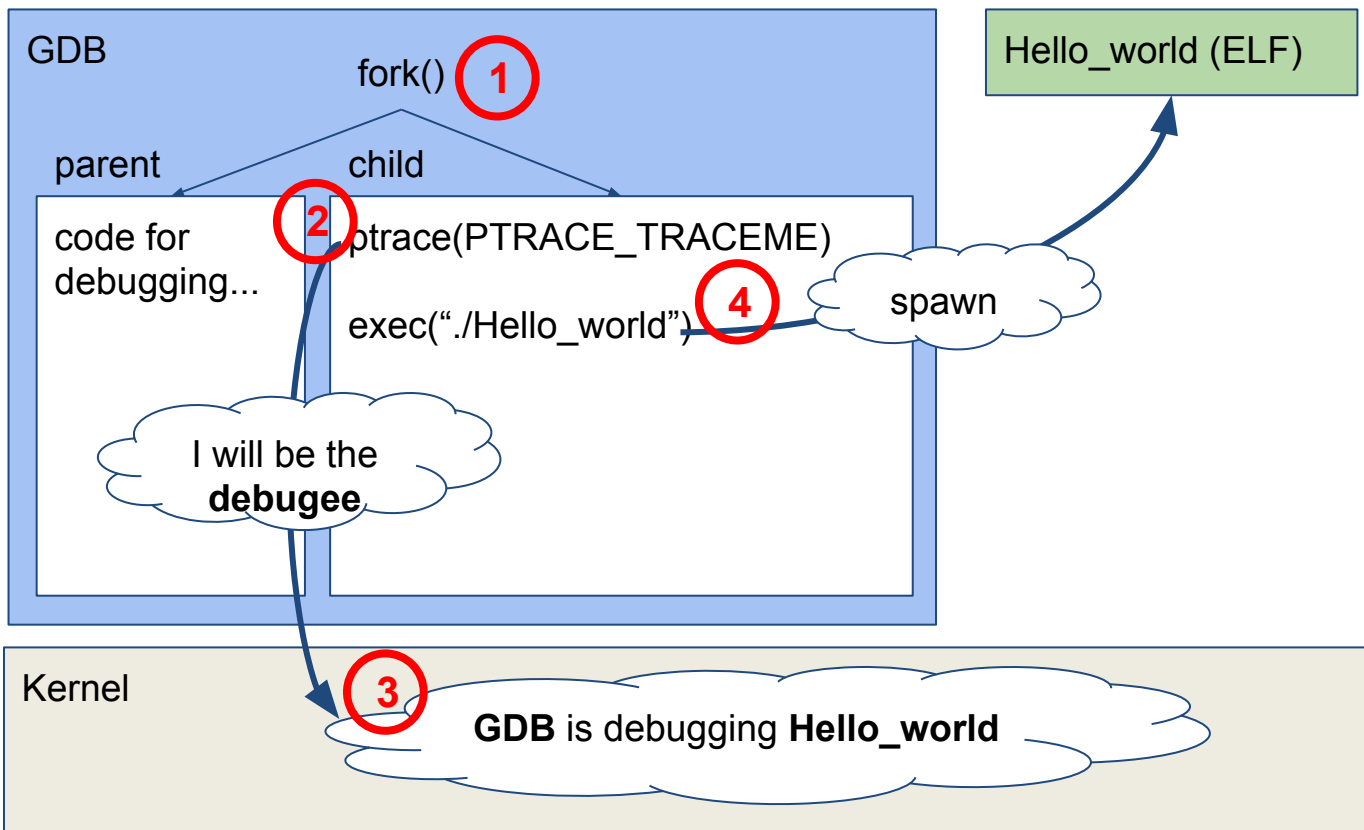 GDB
fork()
1
Hello_world (ELF)
parent
child
code for
debugging...
2
ptrace(PTRACE_TRACEME)
exec(“./Hello_world”)
4
spawn
I will be the
debugee
Kernel
3
GDB is debugging Hello_world